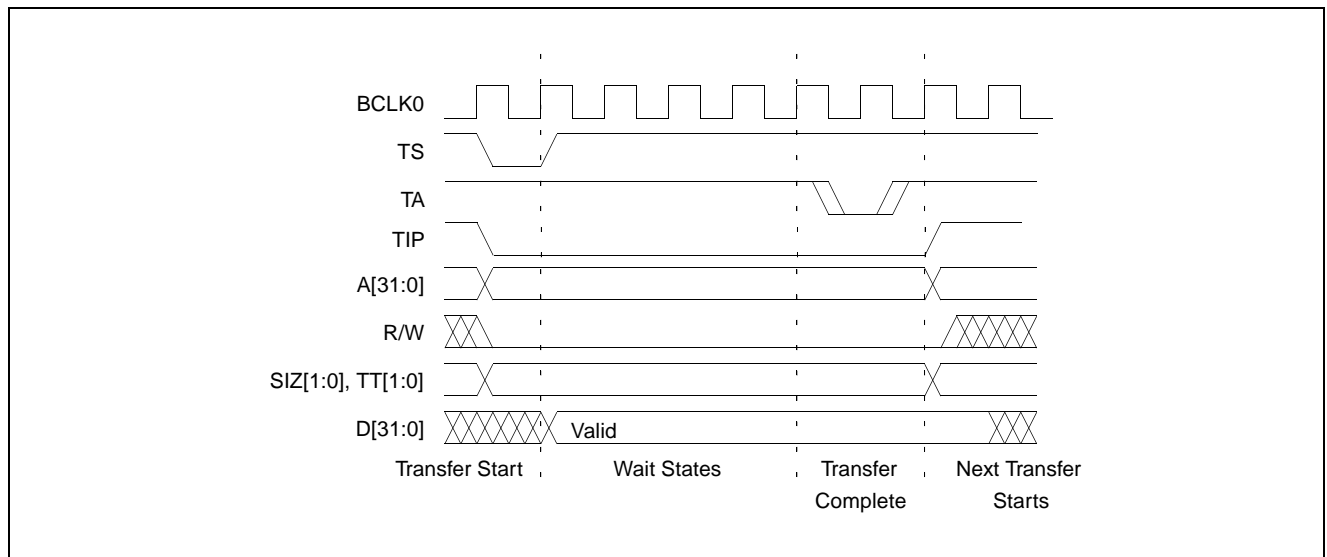 BCLK0
TS
TA
TIP
A[31:0]
R/W
SIZ[1:0], TT[1:0]
D[31:0]
Valid
Transfer Start
Wait States
Transfer
Complete
Next Transfer
Starts